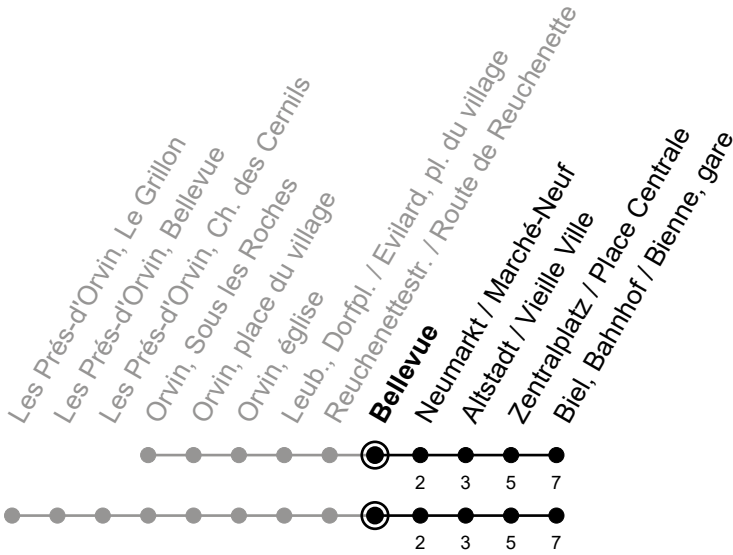 Les Prés-d'Orvin, Le Grillon
Les Prés-d'Orvin, Bellevue
Les Prés-d'Orvin, Ch. des Cernils
Orvin, Sous les Roches
Orvin, place du village
Orvin, église
Leub., Dorfpl. / Evilard, pl. du village
Reuchenettestr. / Route de Reuchenette
Bellevue
Neumarkt / Marché-Neuf
Altstadt / Vieille Ville
Zentralplatz / Place Centrale
Biel, Bahnhof / Bienne, gare
2 3 5 7
2 3 5 7